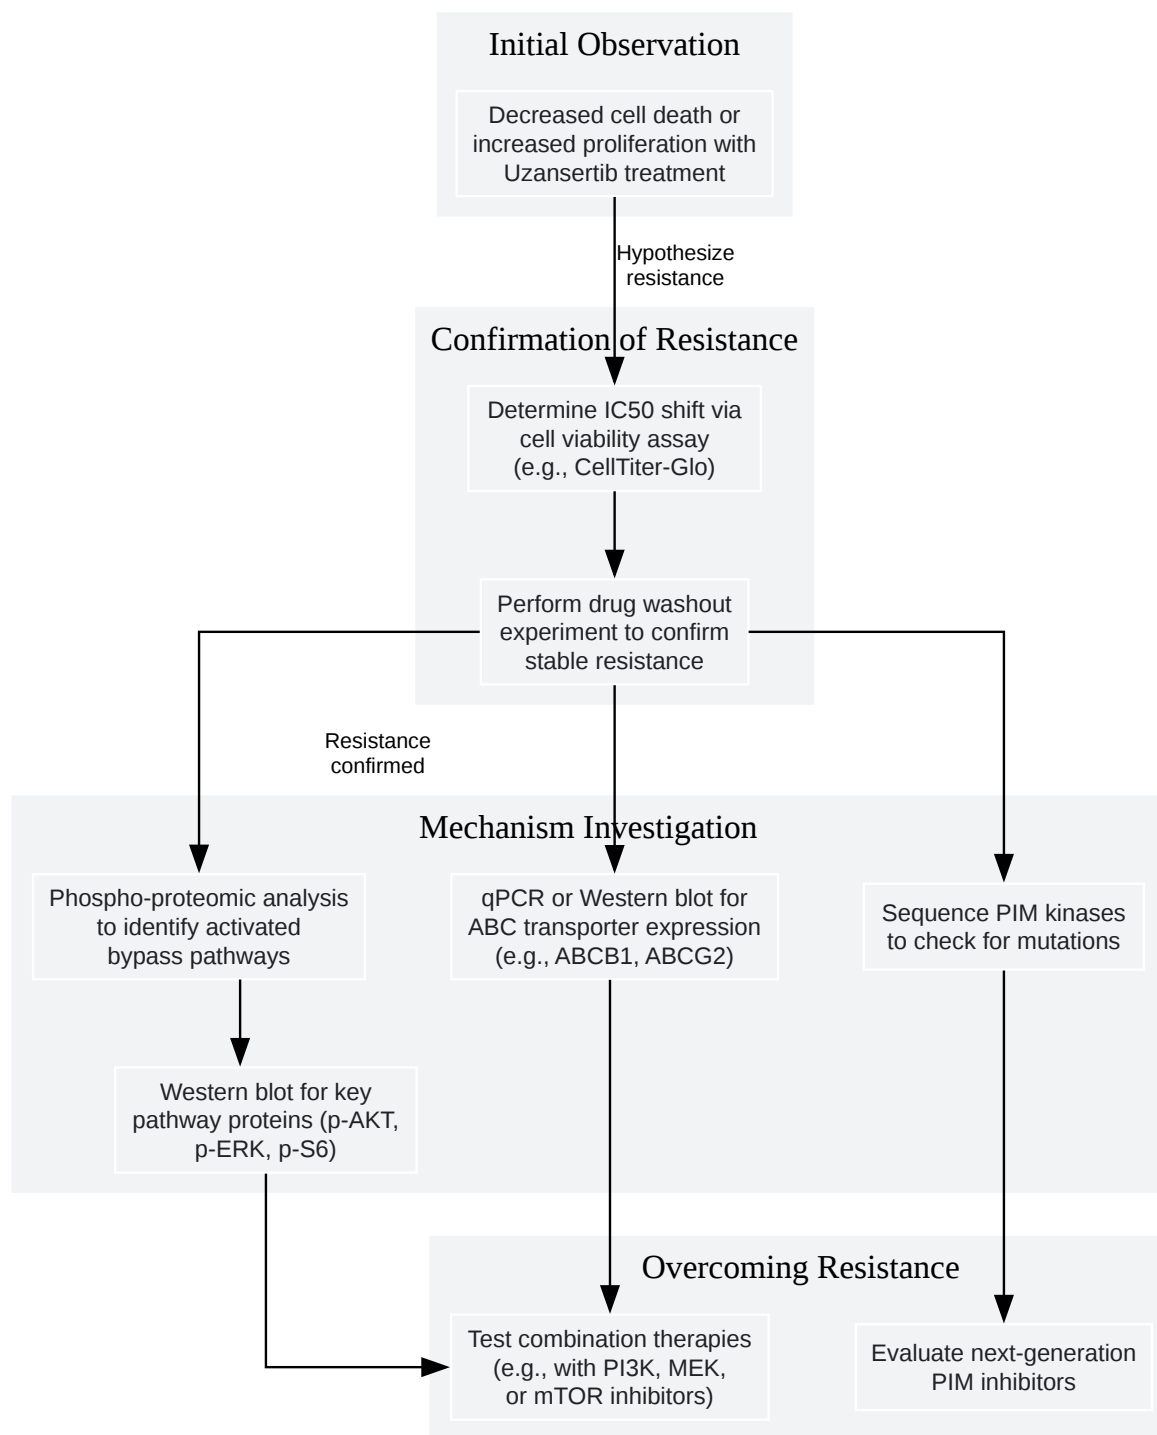 Initial Observation
Decreased cell death or
increased proliferation with
Uzansertib treatment
Hypothesize
resistance
Confirmation of Resistance
Determine IC50 shift via
cell viability assay
(e.g., CellTiter-Glo)
Perform drug washout
experiment to confirm
stable resistance
Resistance
confirmed
Mechanism Investigation
Phospho-proteomic analysis
to identify activated
bypass pathways
qPCR or Western blot for
ABC transporter expression
(e.g., ABCB1, ABCG2)
Sequence PIM kinases
to check for mutations
Western blot for key
pathway proteins (p-AKT,
p-ERK, p-S6)
Overcoming Resistance
Test combination therapies
(e.g., with PI3K, MEK,
or mTOR inhibitors)
Evaluate next-generation
PIM inhibitors